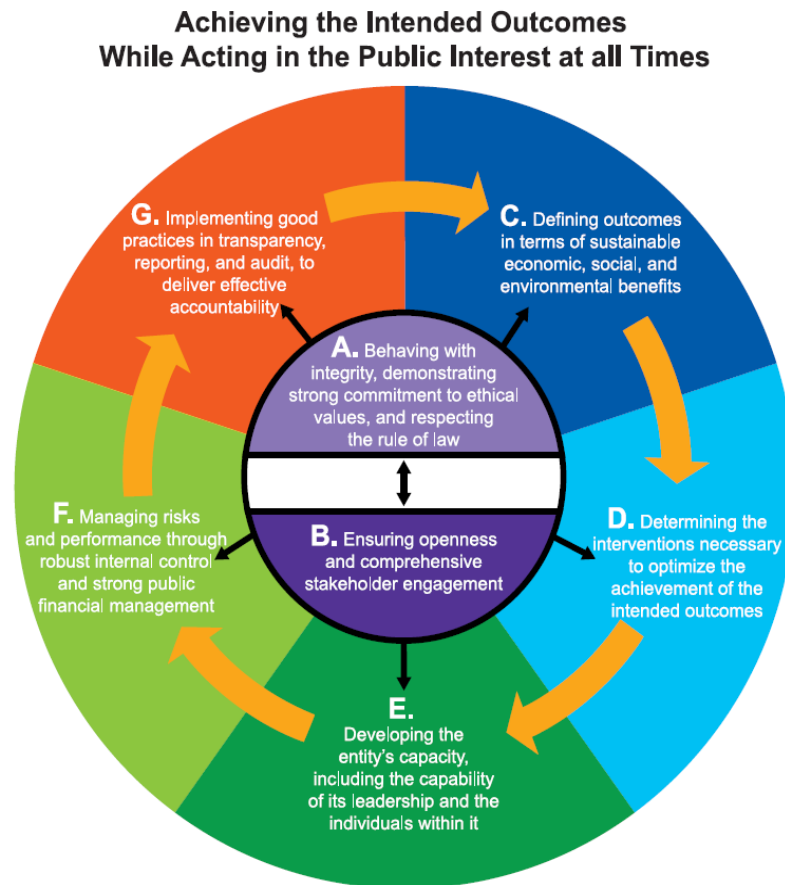 Achieving the Intended Outcomes
While Acting in the Public Interest at all Times
G. Implementing good
practices in transparency,
reporting, and audit, to
deliver effective
accountability
C. Defining outcomes
in terms of sustainable
economic, social, and
environmental benefits
A. Behaving with
integrity, demonstrating
strong commitment to ethical
values, and respecting
the rule of law
B. Ensuring openness
and comprehensive
stakeholder engagement
F. Managing risks
and performance through
robust internal control
and strong public
financial management
D. Determining the
interventions necessary
to optimize the
achievement of the
intended outcomes
E.
Developing the
entity's capacity,
including the capability
of its leadership and the
individuals within it